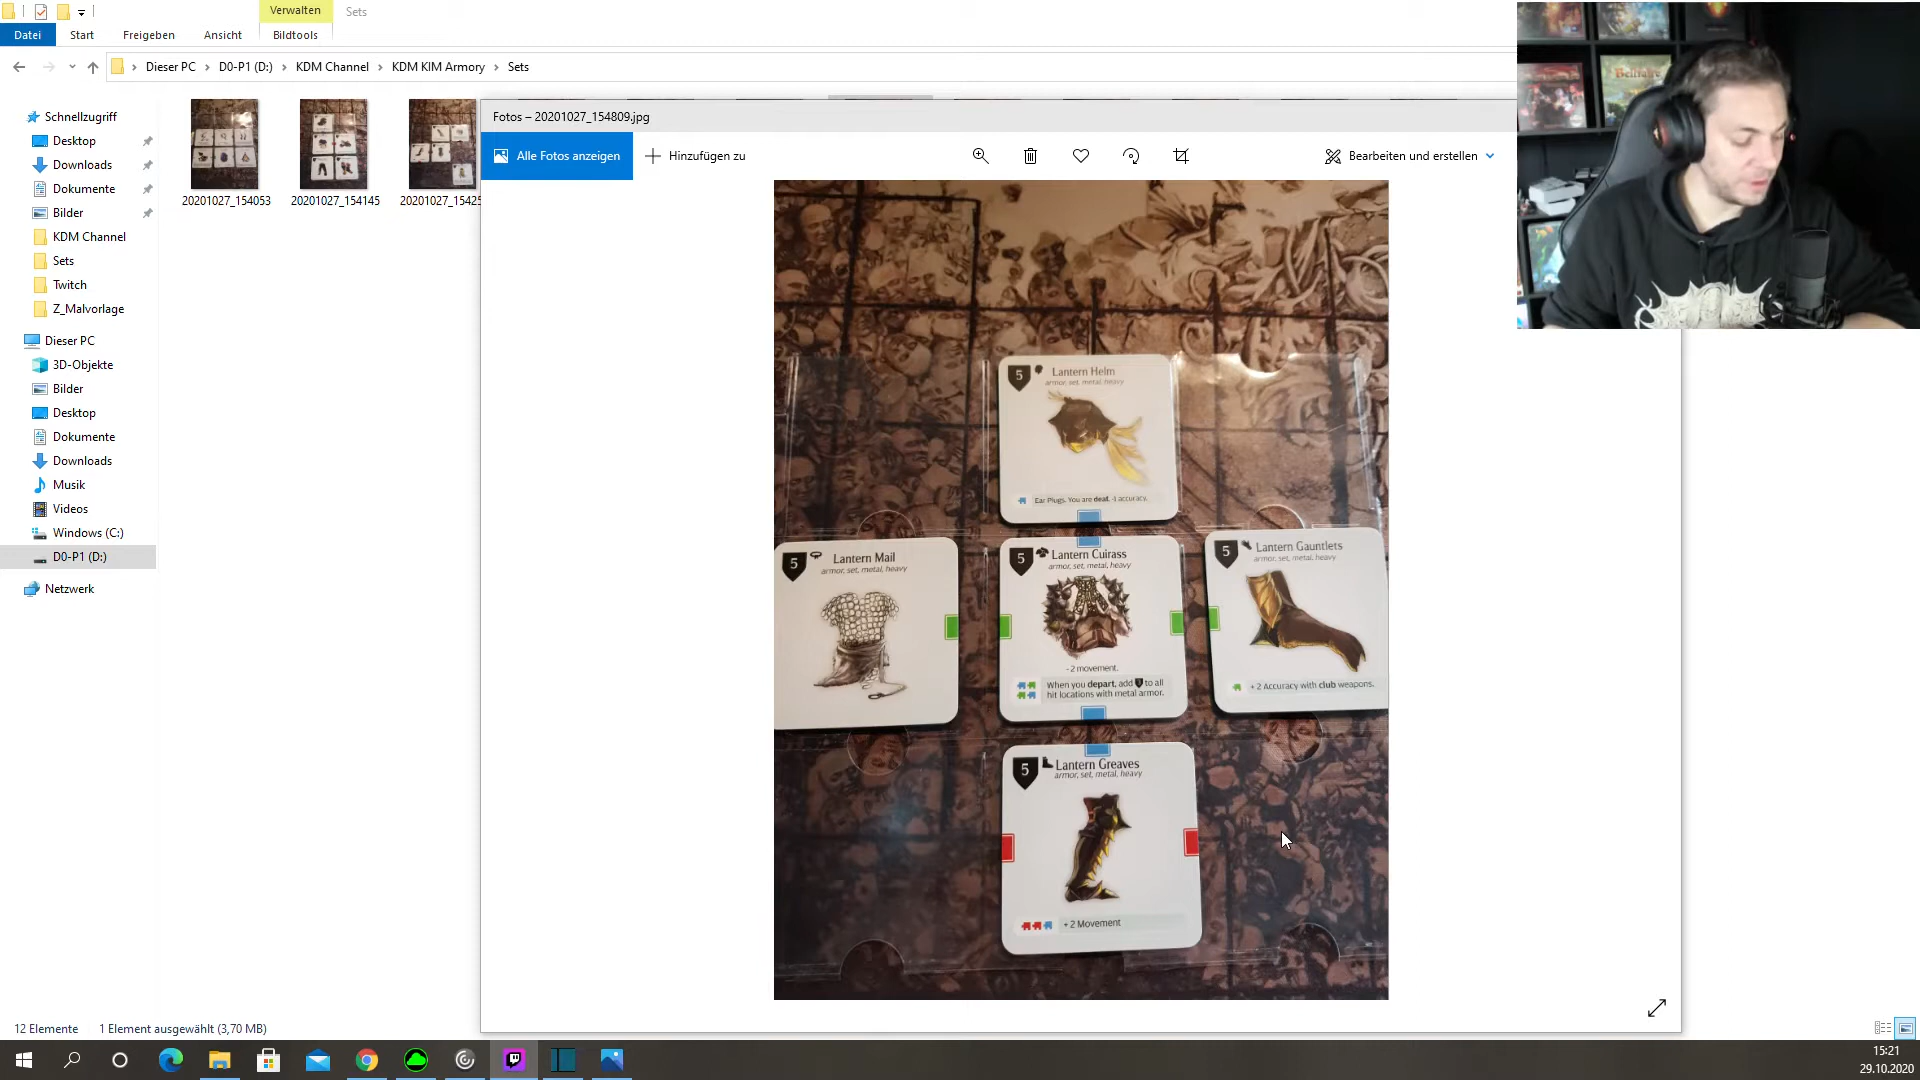 Verwalten
Sets
Datei
Start
Freigeben
Ansicht
Bildtools
Dieser PC
D0-P1 (D:)
KDM Channel
KDM KIM Armory
Sets
Schnellzugriff
Desktop
Downloads
Dokumente
Bilder
KDM Channel
Sets
Twitch
Z_Malvorlage
Dieser PC
3D-Objekte
Bilder
Desktop
Dokumente
Downloads
Musik
Videos
Windows (C:)
D0-P1 (D:)
Netzwerk
20201027_154053
20201027_154145
20201027_15425
Fotos – 20201027_154809.jpg
Alle Fotos anzeigen
Hinzufügen zu
Bearbeiten und erstellen
5
Lantern Helm
armor, set, metal, heavy
Ear Plugs. You are deaf. -1 accuracy.
5
Lantern Mail
armor, set, metal, heavy
5
Lantern Cuirass
armor, set, metal, heavy
-2 movement.
When you depart, add 1 to all
hit locations with metal armor.
5
Lantern Gauntlets
armor, set, metal, heavy
+ 2 Accuracy with club weapons.
5
Lantern Greaves
armor, set, metal, heavy
+ 2 Movement
12 Elemente
1 Element ausgewählt (3,70 MB)
15:21
29.10.2020